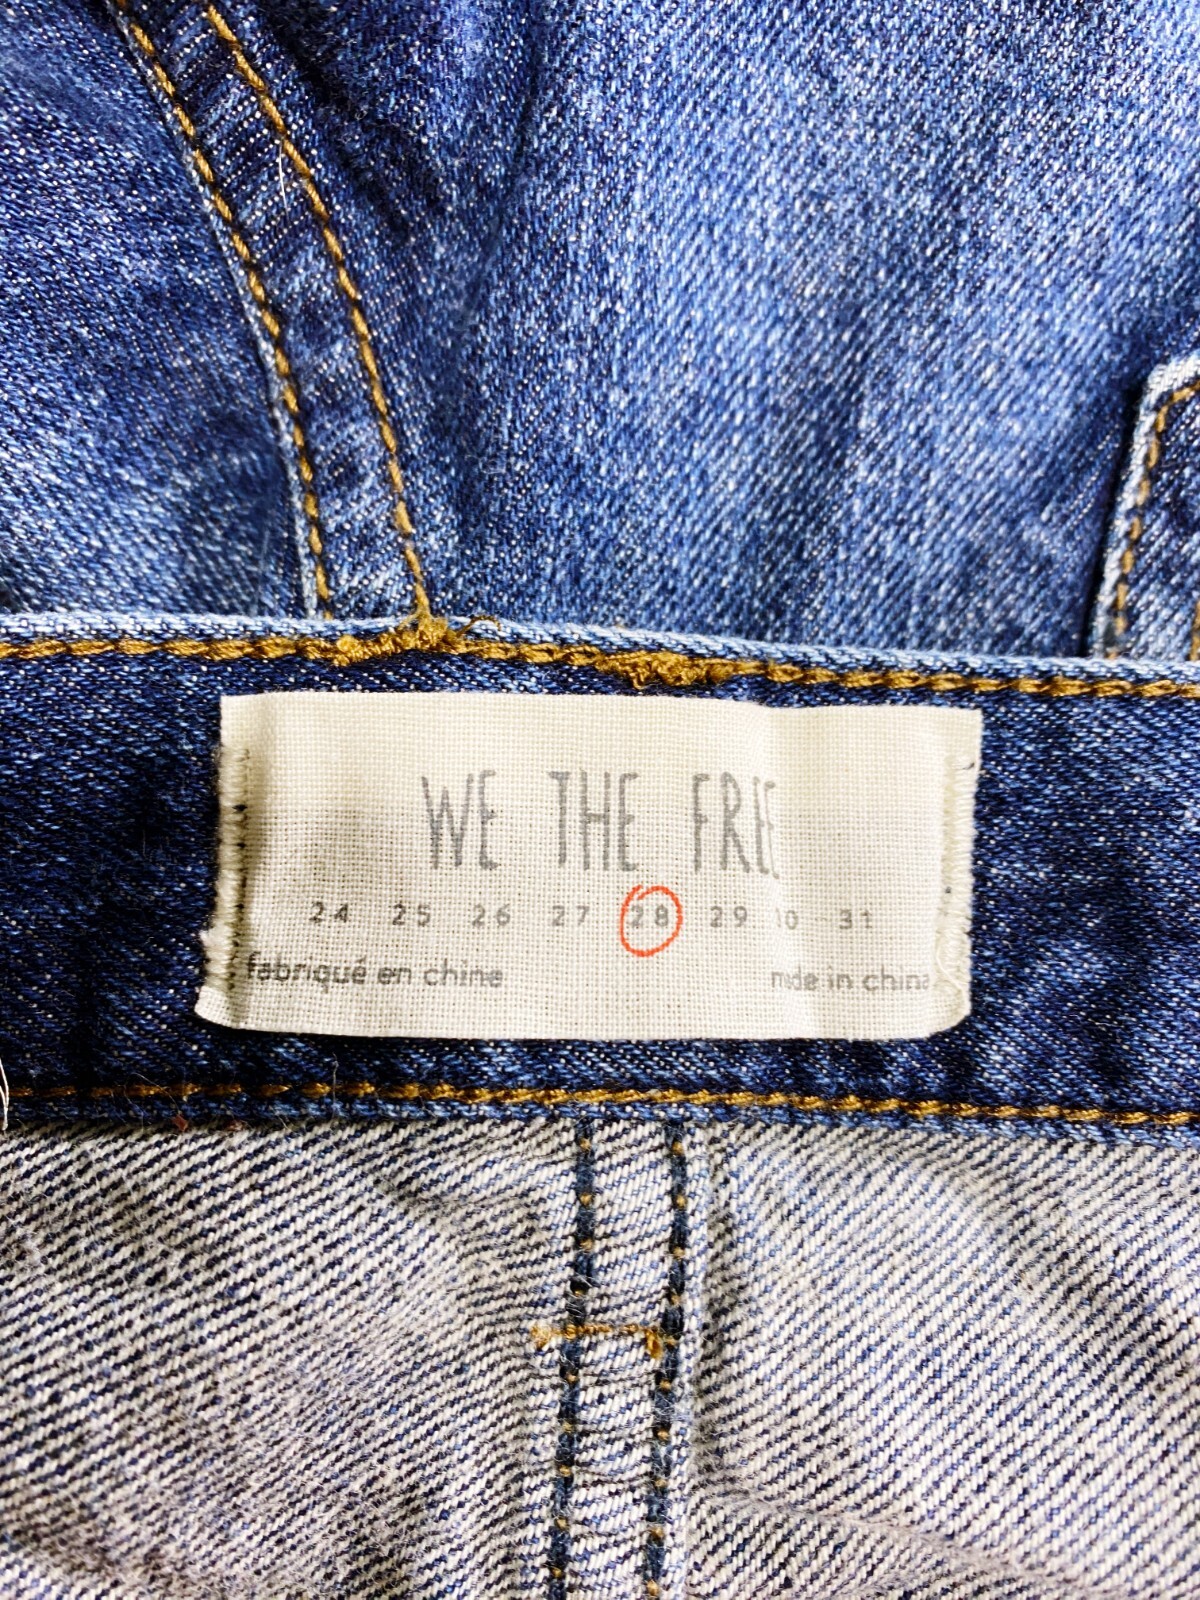 WE THE FREE
24 25 26 27 28 29 30 31
fabriqué en chine made in china